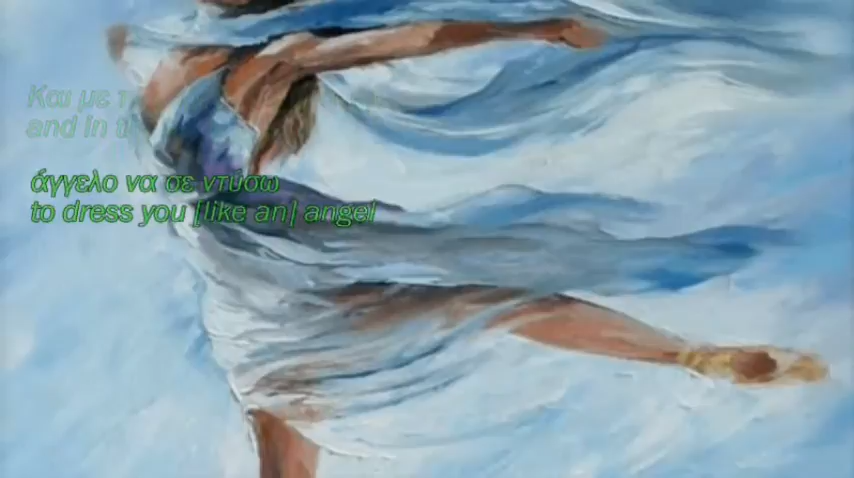 Και με
and In
άγγελο να σε ντύσω
to dress you [like an] angel